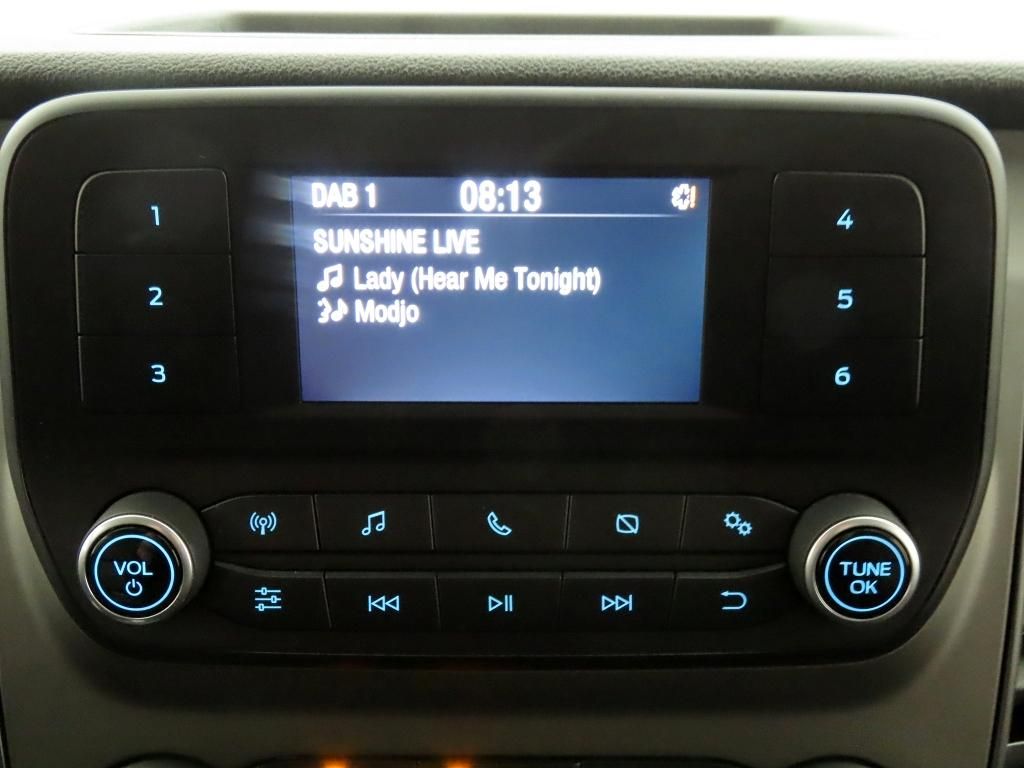 DAB 1 08:13
SUNSHINE LIVE
Lady (Hear Me Tonight)
Modjo
1
2
3
4
5
6
VOL
TUNE
OK